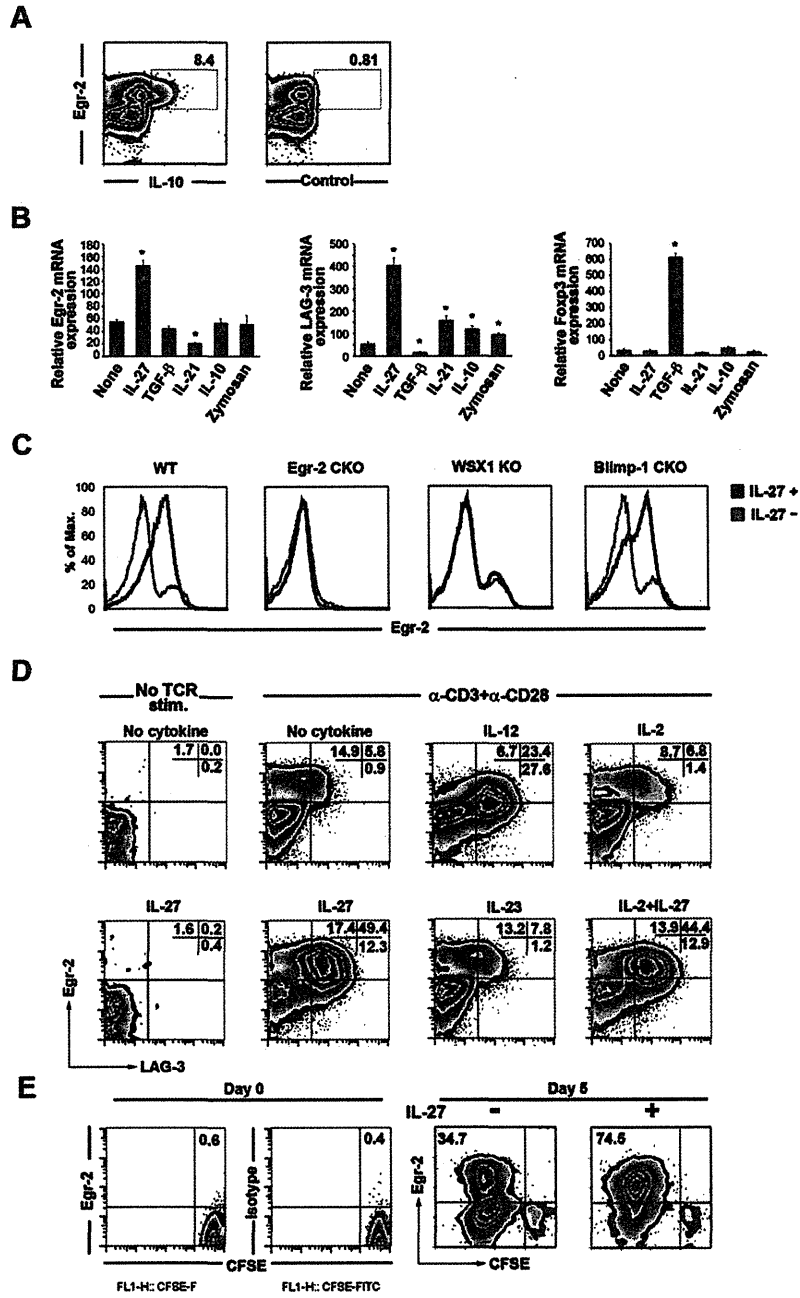 A
8.4
0.81
Egr-2
IL-10
Control
B
Relative Egr-2 mRNA expression
180
160
140
120
100
80
60
40
20
0
*
*
None
IL-27
TGF-β
IL-21
IL-10
Zymosan
Relative LAG-3 mRNA expression
500
400
300
200
100
0
*
*
*
*
*
None
IL-27
TGF-β
IL-21
IL-10
Zymosan
Relative Foxp3 mRNA expression
700
600
500
400
300
200
100
0
*
None
IL-27
TGF-β
IL-21
IL-10
Zymosan
C
WT
Egr-2 CKO
WSX1 KO
Blimp-1 CKO
% of Max.
100
80
60
40
20
0
IL-27 +
IL-27 -
Egr-2
D
No TCR
stim.
α-CD3+α-CD28
No cytokine
No cytokine
IL-12
IL-2
1.7 0.0
0.2
14.9 5.8
0.9
6.7 23.4
27.6
8.7 6.8
1.4
IL-27
IL-27
IL-23
IL-2+IL-27
1.6 0.2
0.4
17.4 49.4
12.3
13.2 7.8
1.2
13.9 44.4
12.9
Egr-2
LAG-3
E
Day 0
Day 5
IL-27 - +
0.6
0.4
34.7
74.5
Egr-2
Isotype
Egr-2
CFSE
CFSE
FL1-H:: CFSE-F
FL1-H:: CFSE-FITC